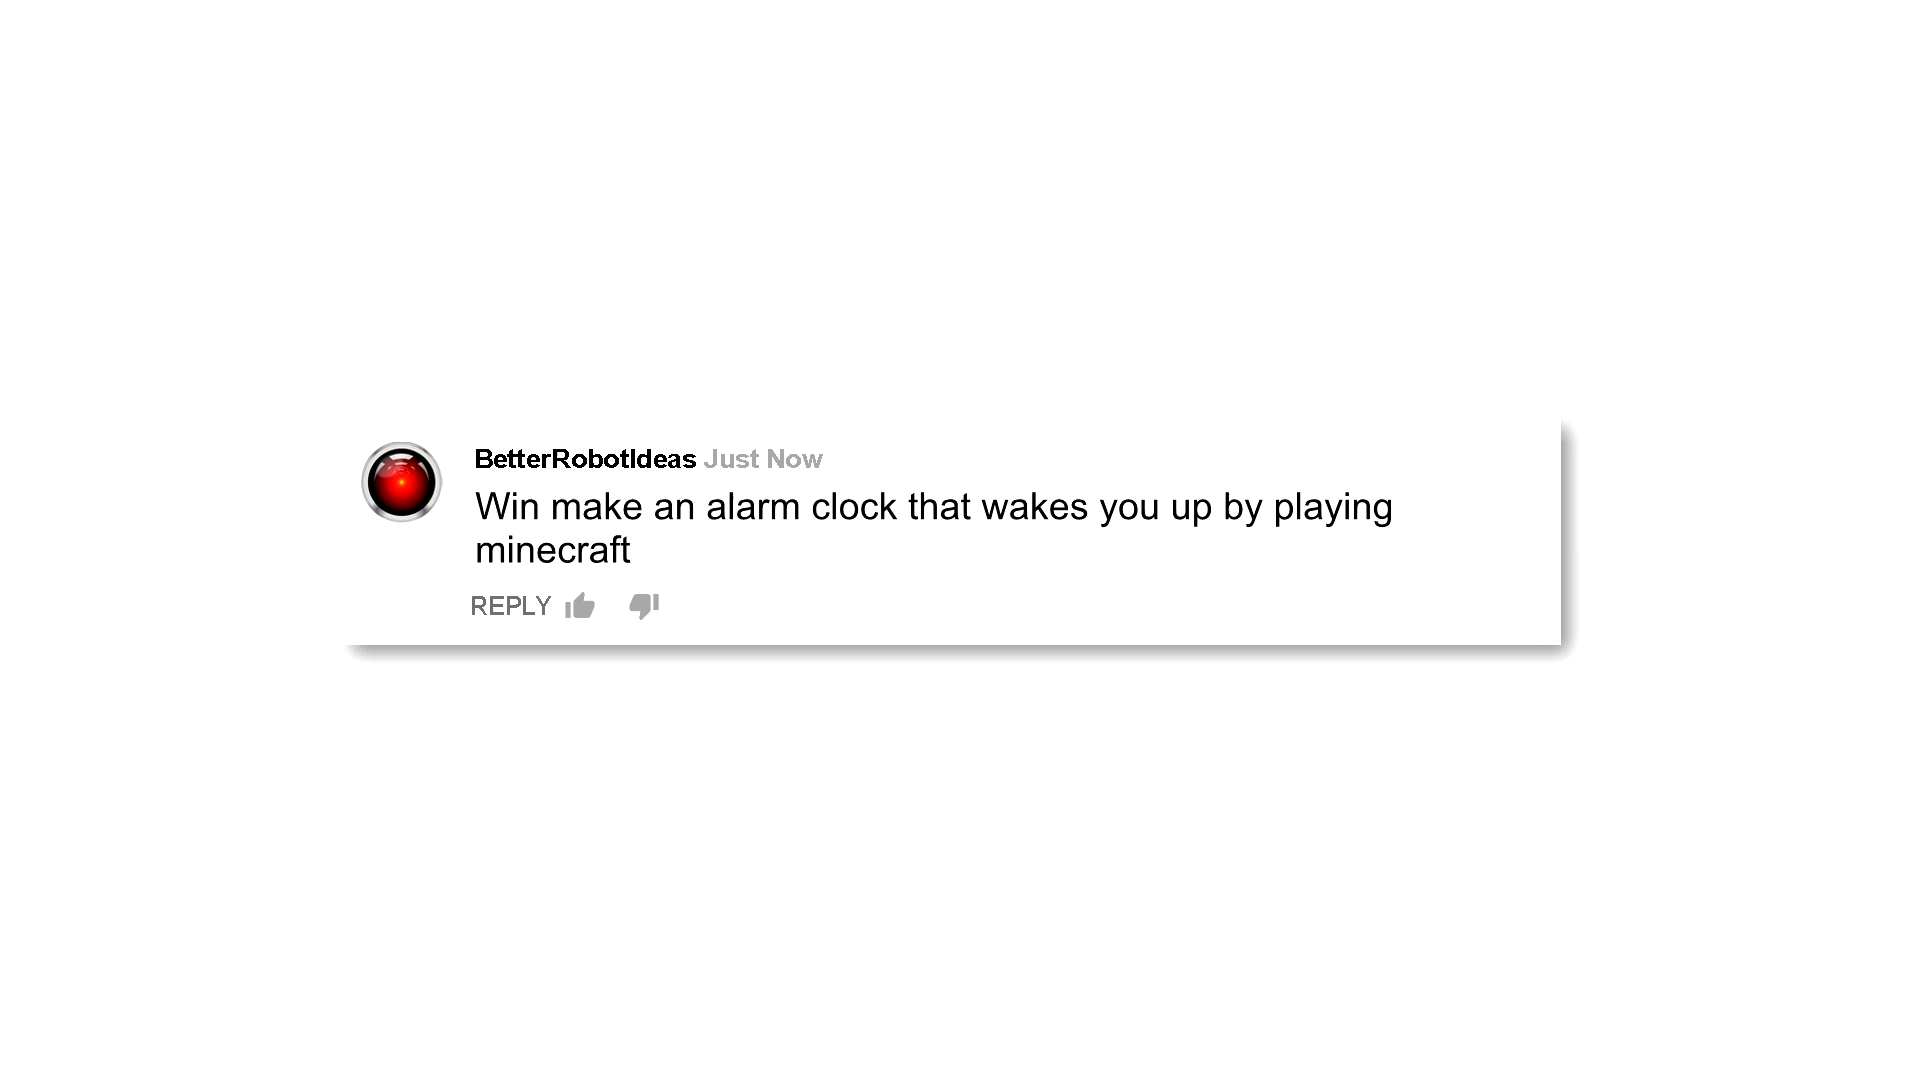 BetterRobotIdeas Just Now
Win make an alarm clock that wakes you up by playing
minecraft
REPLY